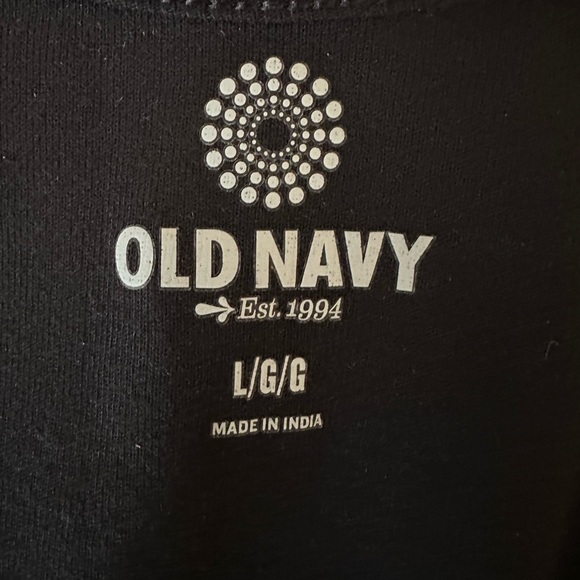 OLD NAVY
Est. 1994
L/G/G
MADE IN INDIA